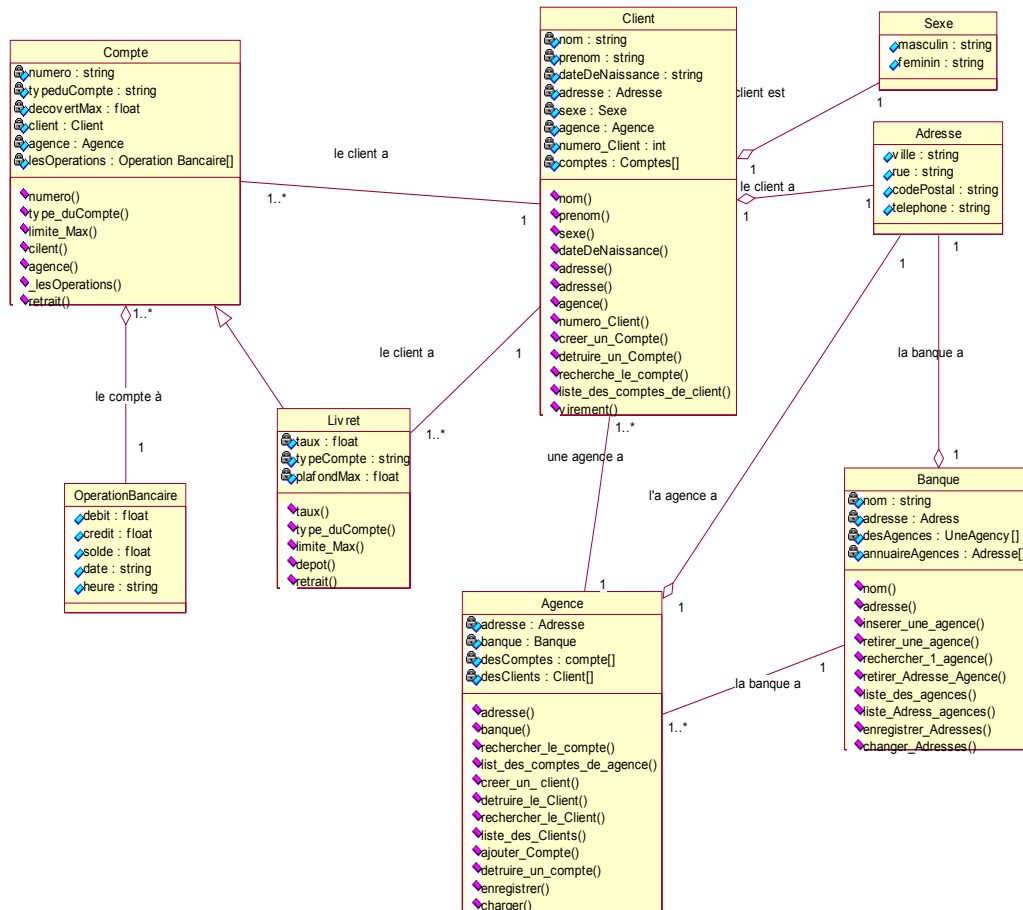 Compte
numero : string
typeduCompte : string
decovertMax : float
client : Client
agence : Agence
lesOperations : Operation Bancaire[]
numero()
type_duCompte()
limite_Max()
cilent()
agence()
_lesOperations()
retrait()
1..*
le client a
1..*
1
Client
nom : string
prenom : string
dateDeNaissance : string
adresse : Adresse
sexe : Sexe
agence : Agence
numero_Client : int
comptes : Comptes[]
nom()
prenom()
sexe()
dateDeNaissance()
adresse()
adresse()
agence()
numero_Client()
creer_un_Compte()
detruire_un_Compte()
recherche_le_compte()
liste_des_comptes_de_client()
virement()
Sexe
masculin : string
feminin : string
client est
1
1
Adresse
ville : string
rue : string
codePostal : string
telephone : string
le client a
1
1
1
1
le compte à
1
OperationBancaire
debit : float
credit : float
solde : float
date : string
heure : string
le client a
1
1..*
Livret
taux : float
typeCompte : string
plafondMax : float
taux()
type_duCompte()
limite_Max()
depot()
retrait()
1..*
une agence a
1
l'a agence a
1
la banque a
1
Banque
nom : string
adresse : Adress
desAgences : UneAgency[]
annuaireAgences : Adresse[
nom()
adresse()
inserer_une_agence()
retirer_une_agence()
rechercher_1_agence()
retirer_Adresse_Agence()
liste_des_agences()
liste_Adress_agences()
enregistrer_Adresses()
changer_Adresses()
1
la banque a
1..*
Agence
adresse : Adresse
banque : Banque
desComptes : compte[]
desClients : Client[]
adresse()
banque()
rechercher_le_compte()
list_des_comptes_de_agence()
creer_un_ client()
detruire_le_Client()
rechercher_le_Client()
liste_des_Clients()
ajouter_Compte()
detruire_un_compte()
enregistrer()
charger()